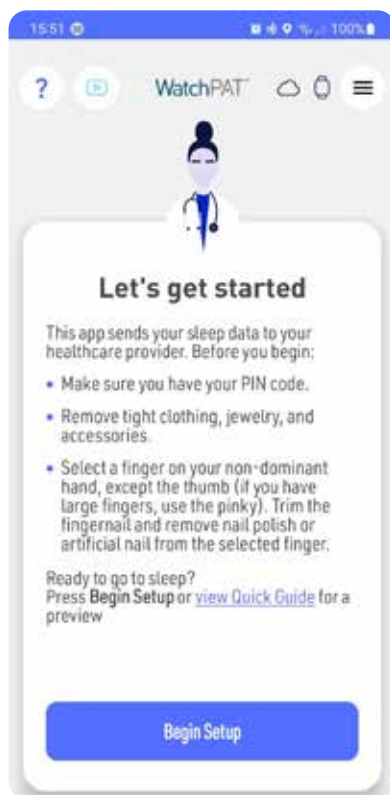 15:51
100%
?
WatchPAT™
Let's get started
This app sends your sleep data to your
healthcare provider. Before you begin:
• Make sure you have your PIN code.
• Remove tight clothing, jewelry, and
accessories.
• Select a finger on your non-dominant
hand, except the thumb (if you have
large fingers, use the pinky). Trim the
fingernail and remove nail polish or
artificial nail from the selected finger.
Ready to go to sleep?
Press Begin Setup or view Quick Guide for a
preview
Begin Setup